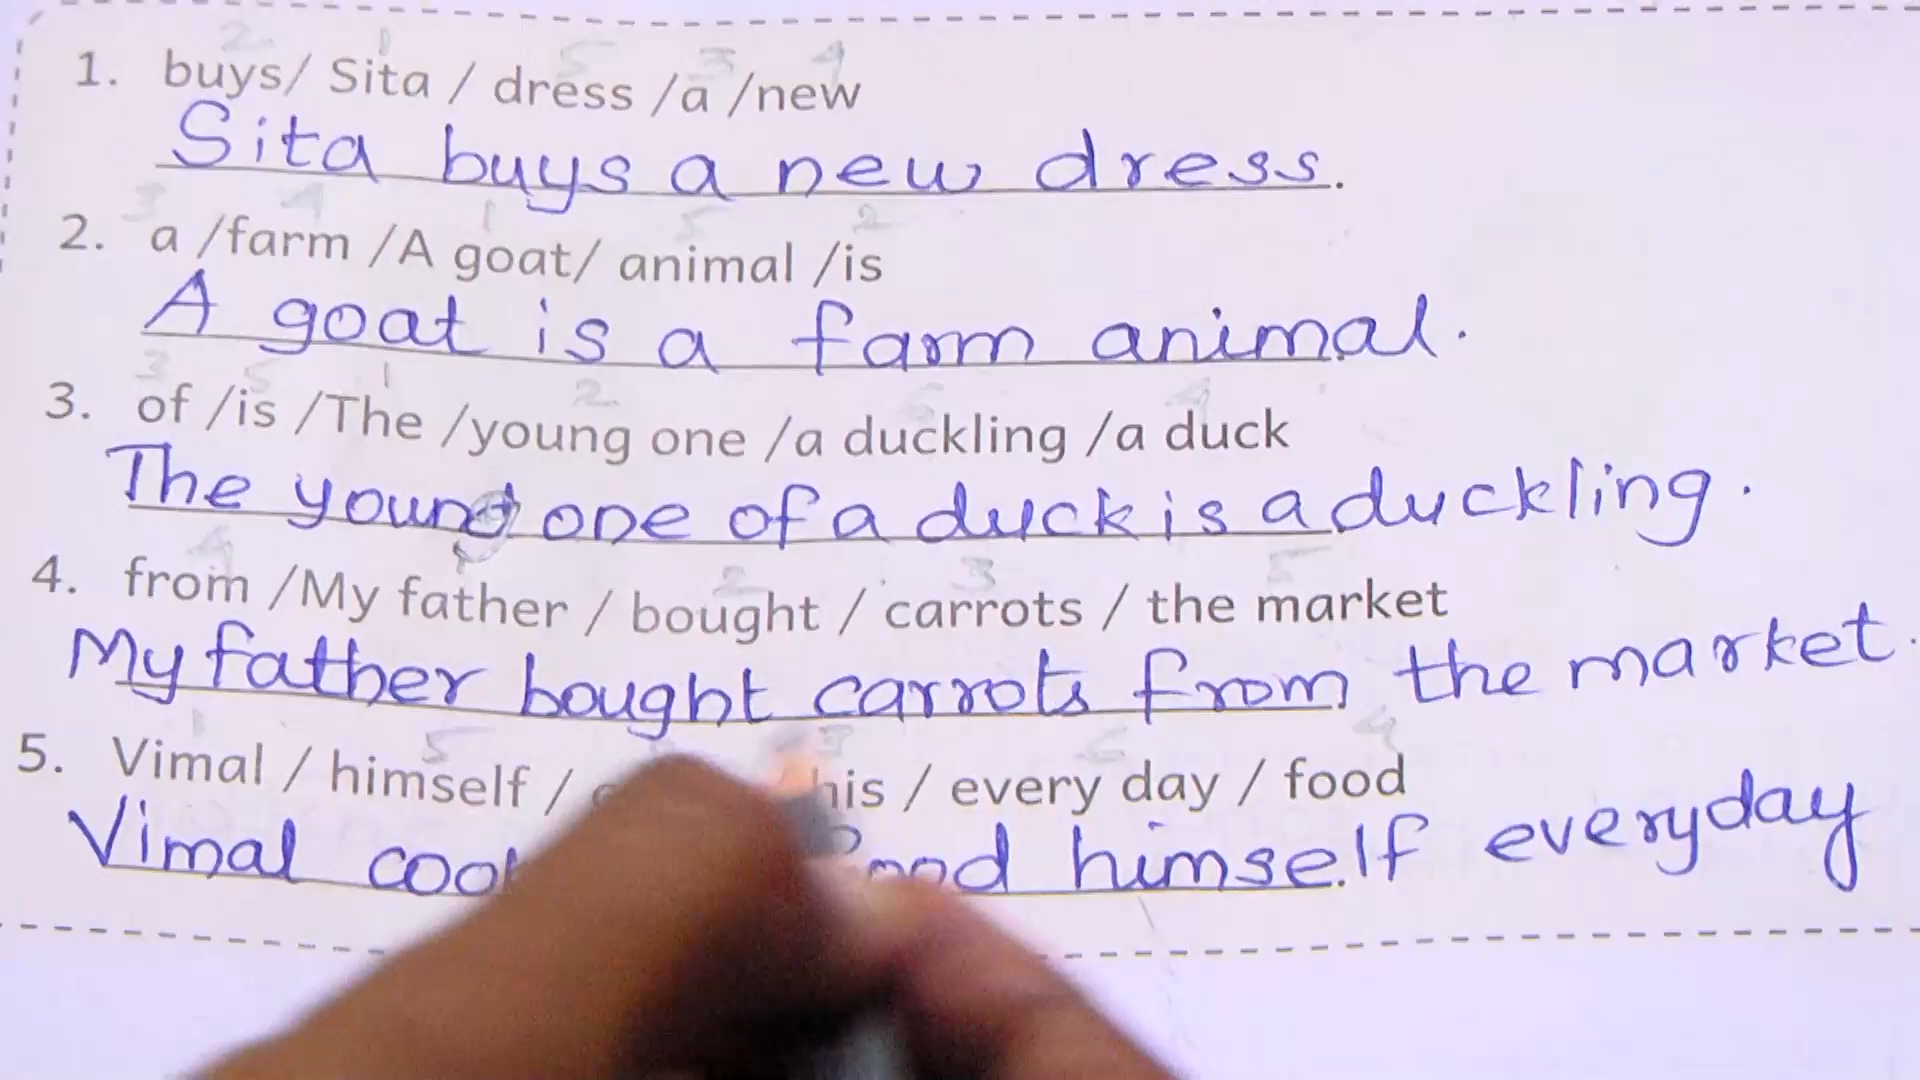 1. buys/ Sita / dress /a /new
Sita buys a new dress.
2. a /farm /A goat/ animal /is
A goat is a farm animal.
3. of /is /The /young one /a duckling /a duck
The young one of a duck is a duckling.
4. from /My father / bought / carrots / the market
My father bought carrots from the market.
5. Vimal / himself / his / every day / food
Vimal himself everyday